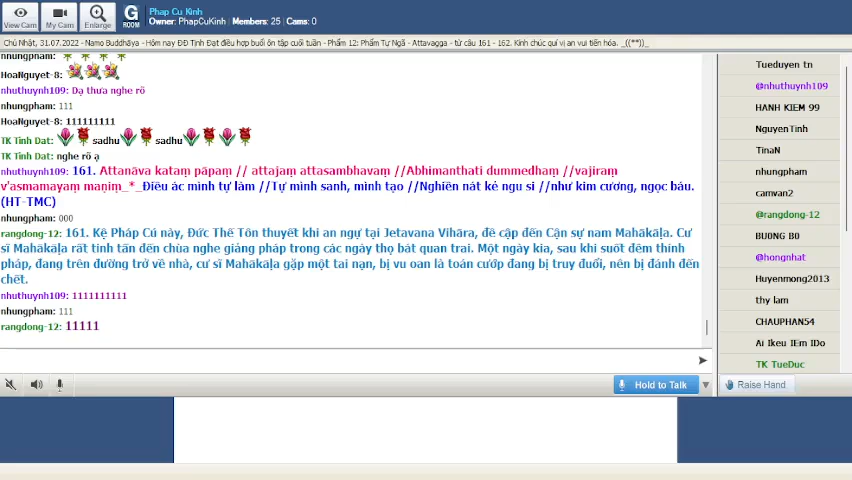 Phap Cu Kinh
Owner: PhapCuKinh | Members: 25 | Cams: 0
View Cam
My Cam
Enlarge
G
ROOM
Chủ Nhật, 31.07.2022 - Namo Buddhāya - Hôm nay ĐĐ Tịnh Đạt điều hợp buổi ôn tập cuối tuần - Phẩm 12: Phẩm Tự Ngã - Attavagga - từ câu 161 - 162. Kính chúc quí vị an vui tiến hóa. _((**))_
nhungpham:
HoaNguyet-8:
nhuthuynh109: Dạ thưa nghe rõ
nhungpham: 111
HoaNguyet-8: 111111111
TK Tinh Dat: sadhu sadhu
TK Tinh Dat: nghe rõ ạ
nhuthuynh109: 161. Attanāva kataṃ pāpaṃ // attajaṃ attasambhavaṃ //Abhimanthati dummedhaṃ //vajiraṃ
v'asmamayaṃ maṇiṃ_*_Điều ác mình tự làm //Tự mình sanh, mình tạo //Nghiền nát kẻ ngu si //như kim cương, ngọc báu.
(HT-TMC)
nhungpham: 000
rangdong-12: 161. Kệ Pháp Cú này, Đức Thế Tôn thuyết khi an ngự tại Jetavana Vihāra, đề cập đến Cận sự nam Mahākāḷa. Cư
sĩ Mahākāḷa rất tinh tấn đến chùa nghe giảng pháp trong các ngày thọ bát quan trai. Một ngày kia, sau khi suốt đêm thính
pháp, đang trên đường trở về nhà, cư sĩ Mahākāḷa gặp một tai nạn, bị vu oan là toán cướp đang bị truy đuổi, nên bị đánh đến
chết.
nhuthuynh109: 1111111111
nhungpham: 111
rangdong-12: 11111
Hold to Talk
Tueduyen tn
@nhuthuynh109
HANH KIEM 99
NguyenTinh
TinaN
nhungpham
camvan2
@rangdong-12
BU0NG B0
@hongnhat
Huyenmong2013
thy lam
CHAUPHAN54
Ai Ikeu IEm IDo
TK TueDuc
Raise Hand